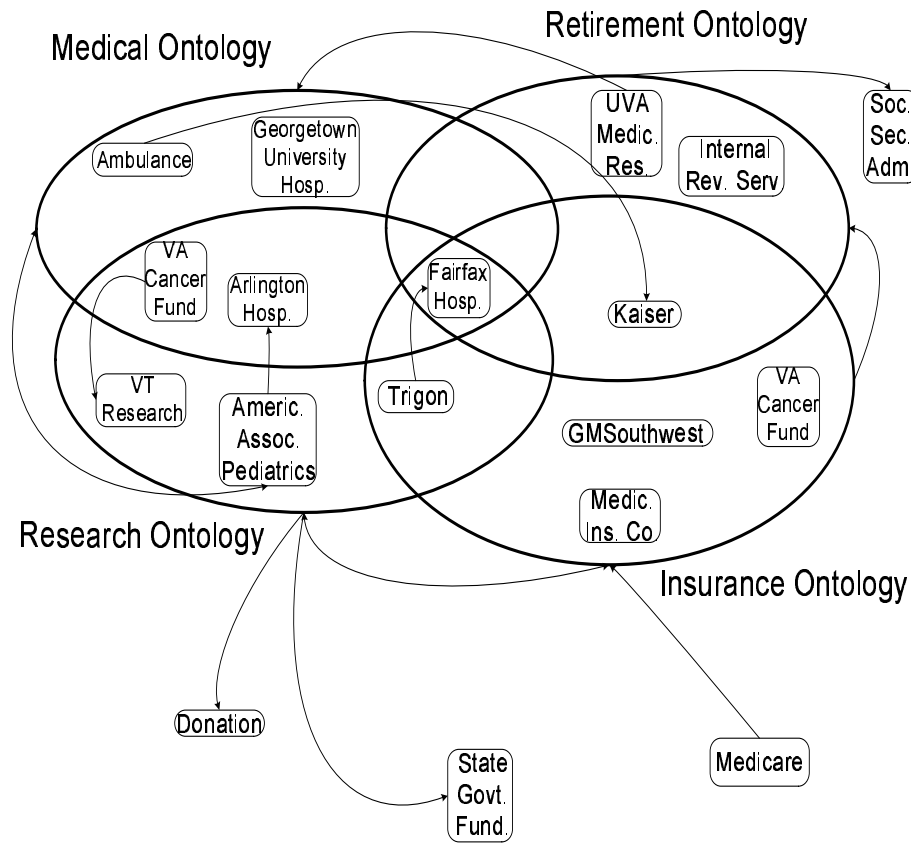 Retirement Ontology
Medical Ontology
UVA
Medic.
Res.
Soc.
Sec.
Adm.
Georgetown
University
Hosp.
Internal
Rev. Serv
Ambulance
VA
Cancer
Fund
Arlington
Hosp.
Fairfax
Hosp.
Kaiser
VT
Research
Americ.
Assoc.
Pediatrics
Trigon
VA
Cancer
Fund
GMSouthwest
Medic.
Ins. Co
Research Ontology
Insurance Ontology
Donation
State
Govt.
Fund.
Medicare